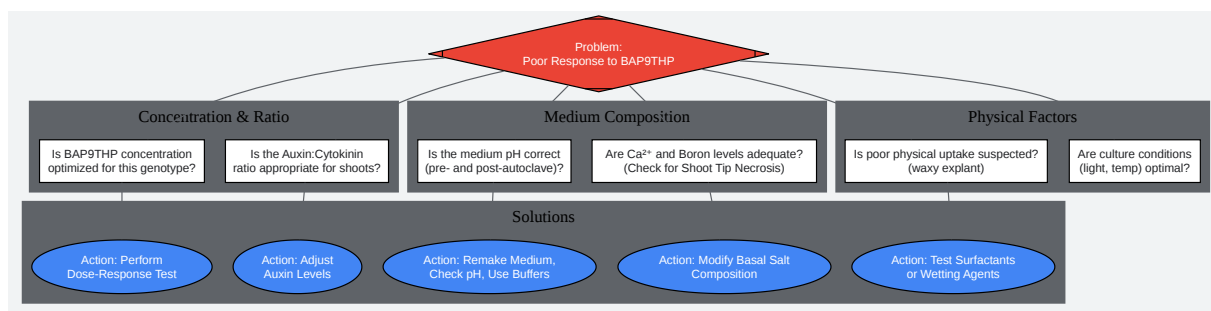 Problem:
Poor Response to BAP9THP
Concentration & Ratio
Medium Composition
Physical Factors
Is BAP9THP concentration
optimized for this genotype?
Is the Auxin:Cytokinin
ratio appropriate for shoots?
Is the medium pH correct
(pre- and post-autoclave)?
Are Ca²⁺ and Boron levels adequate?
(Check for Shoot Tip Necrosis)
Is poor physical uptake suspected?
(waxy explant)
Are culture conditions
(light, temp) optimal?
Solutions
Action: Perform
Dose-Response Test
Action: Adjust
Auxin Levels
Action: Remake Medium,
Check pH, Use Buffers
Action: Modify Basal Salt
Composition
Action: Test Surfactants
or Wetting Agents